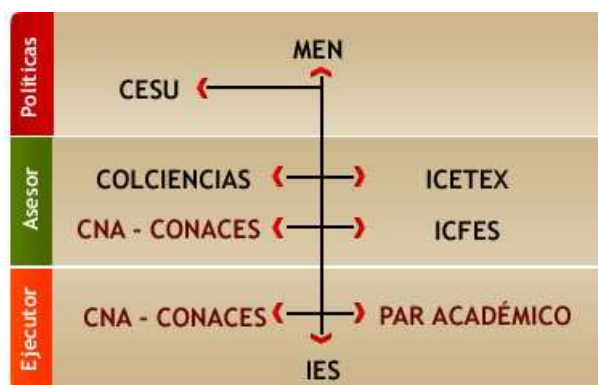 Políticas
MEN
CESU
Asesor
COLCIENCIAS
ICETEX
CNA - CONACES
ICFES
Ejecutor
CNA - CONACES
PAR ACADÉMICO
IES